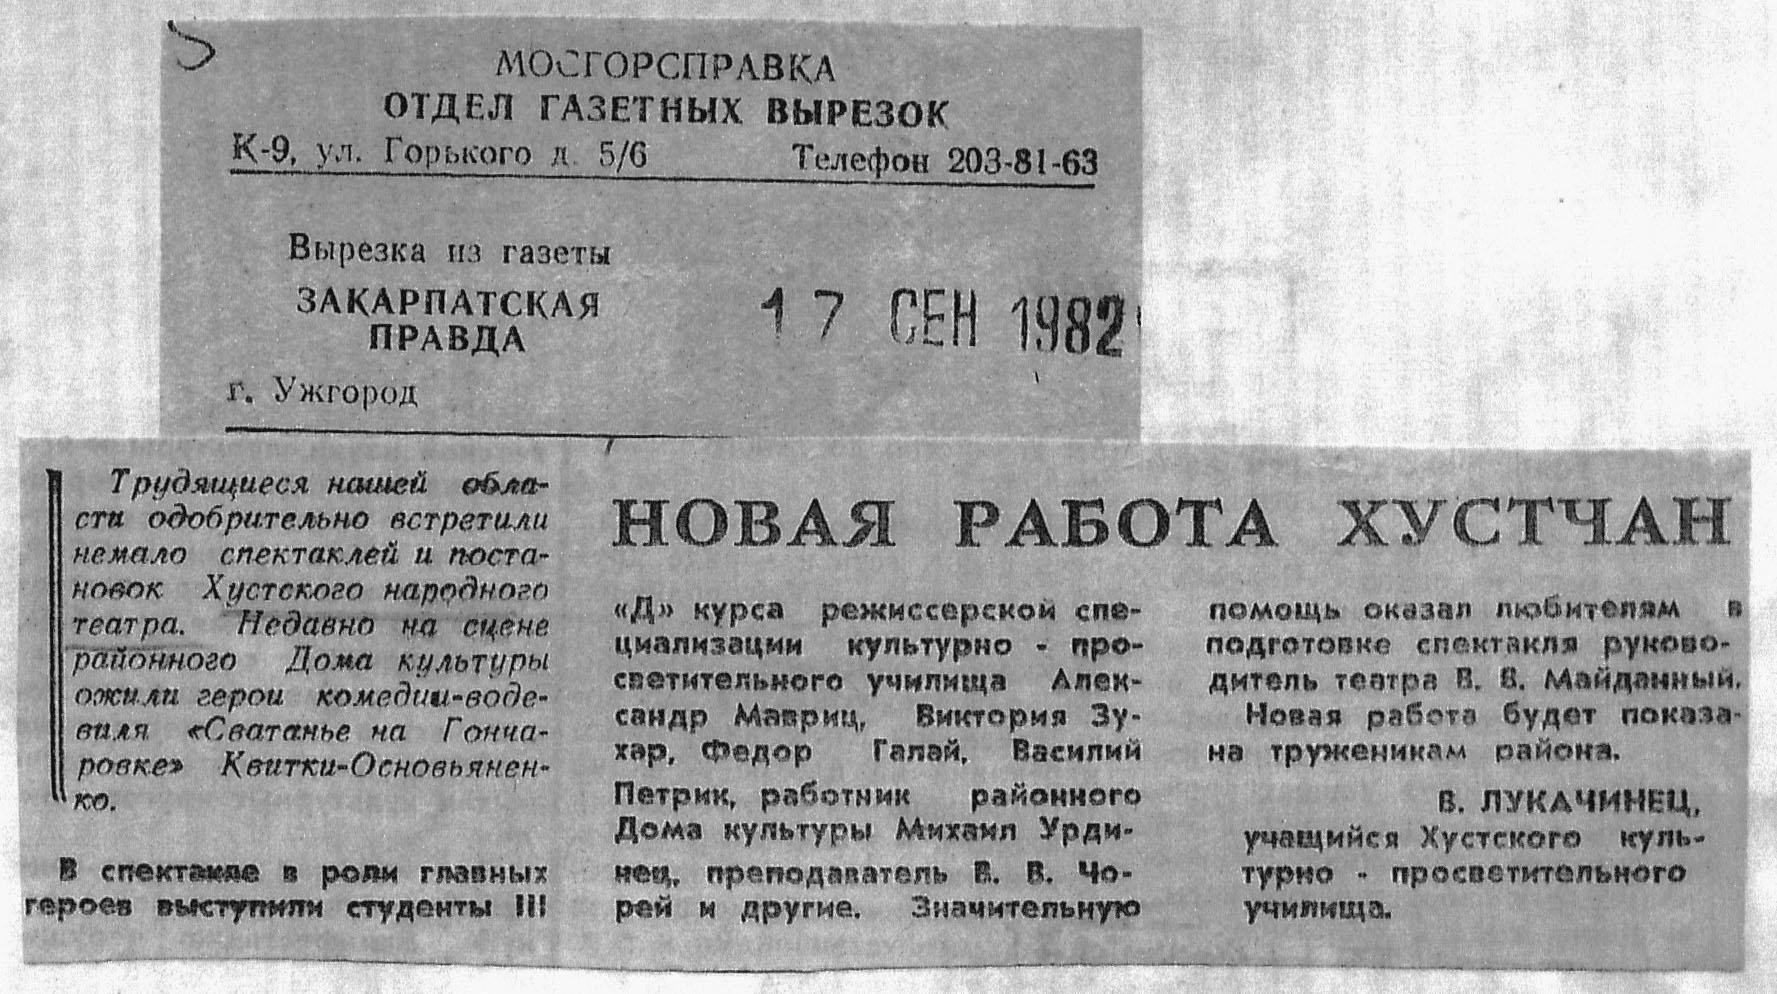 МОСГОРСПРАВКА
ОТДЕЛ ГАЗЕТНЫХ ВЫРЕЗОК
К-9, ул. Горького д. 5/6 Телефон 203-81-63
Вырезка из газеты
ЗАКАРПАТСКАЯ
ПРАВДА
17 СЕН 1982
г. Ужгород
НОВАЯ РАБОТА ХУСТЧАН
Трудящиеся нашей обла-
сти одобрительно встретили
немало спектаклей и поста-
новок Хустского народного
театра. Недавно на сцене
районного Дома культуры
ожили герои комедии-воде-
виля «Сватанье на Гонча-
ровке» Квитки-Основьянен-
ко.
В спектакле в роли главных
героев выступили студенты III
«Д» курса режиссерской спе-
циализации культурно - про-
светительного училища Алек-
сандр Мавриц, Виктория Зу-
хар, Федор Галай, Василий
Петрик, работник районного
Дома культуры Михаил Урди-
нец, преподаватель В. В. Чо-
рей и другие. Значительную
помощь оказал любителям в
подготовке спектакля руково-
дитель театра В. В. Майданный.
Новая работа будет показа-
на труженикам района.
В. ЛУКАЧИНЕЦ,
учащийся Хустского куль-
турно - просветительного
училища.